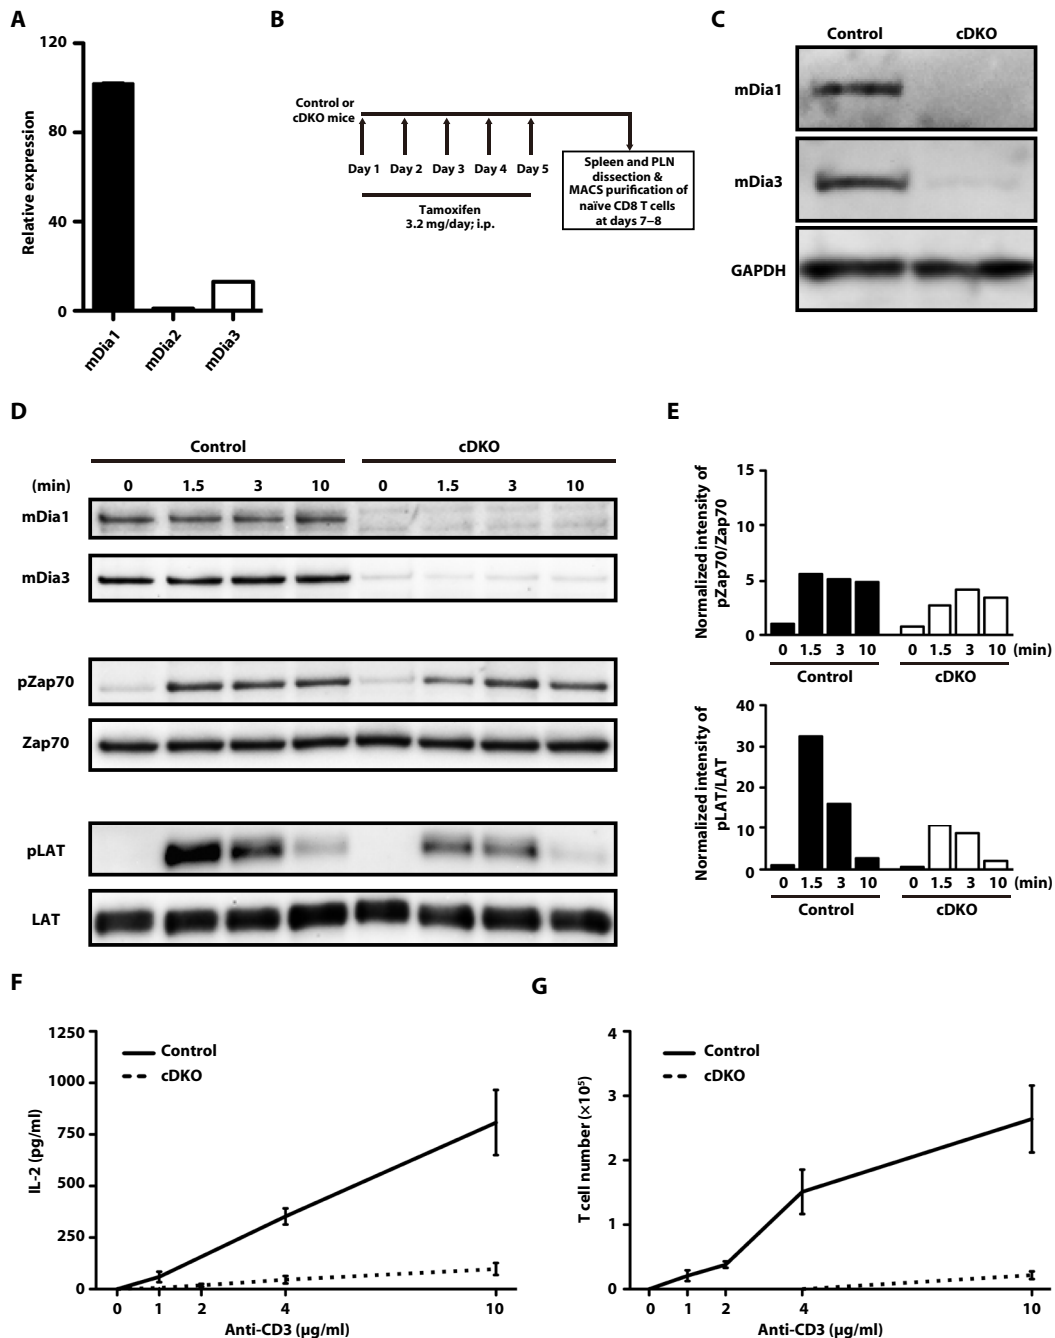 A
120
80
40
0
Relative expression
mDia1
mDia2
mDia3
B
Control or
cDKO mice
Day 1
Day 2
Day 3
Day 4
Day 5
Tamoxifen
3.2 mg/day; i.p.
Spleen and PLN
dissection &
MACS purification of
naïve CD8 T cells
at days 7–8
C
Control
cDKO
mDia1
mDia3
GAPDH
D
Control
cDKO
(min)
0
1.5
3
10
0
1.5
3
10
mDia1
mDia3
pZap70
Zap70
pLAT
LAT
E
Normalized intensity of
pZap70/Zap70
15
10
5
0
0
1.5
3
10
0
1.5
3
10
(min)
Control
cDKO
Normalized intensity of
pLAT/LAT
40
30
20
10
0
0
1.5
3
10
0
1.5
3
10
(min)
Control
cDKO
F
IL-2 (pg/ml)
1250
1000
750
500
250
0
Control
cDKO
0
1
2
4
10
Anti-CD3 (μg/ml)
G
T cell number (×10⁵)
4
3
2
1
0
Control
cDKO
0
1
2
4
10
Anti-CD3 (μg/ml)